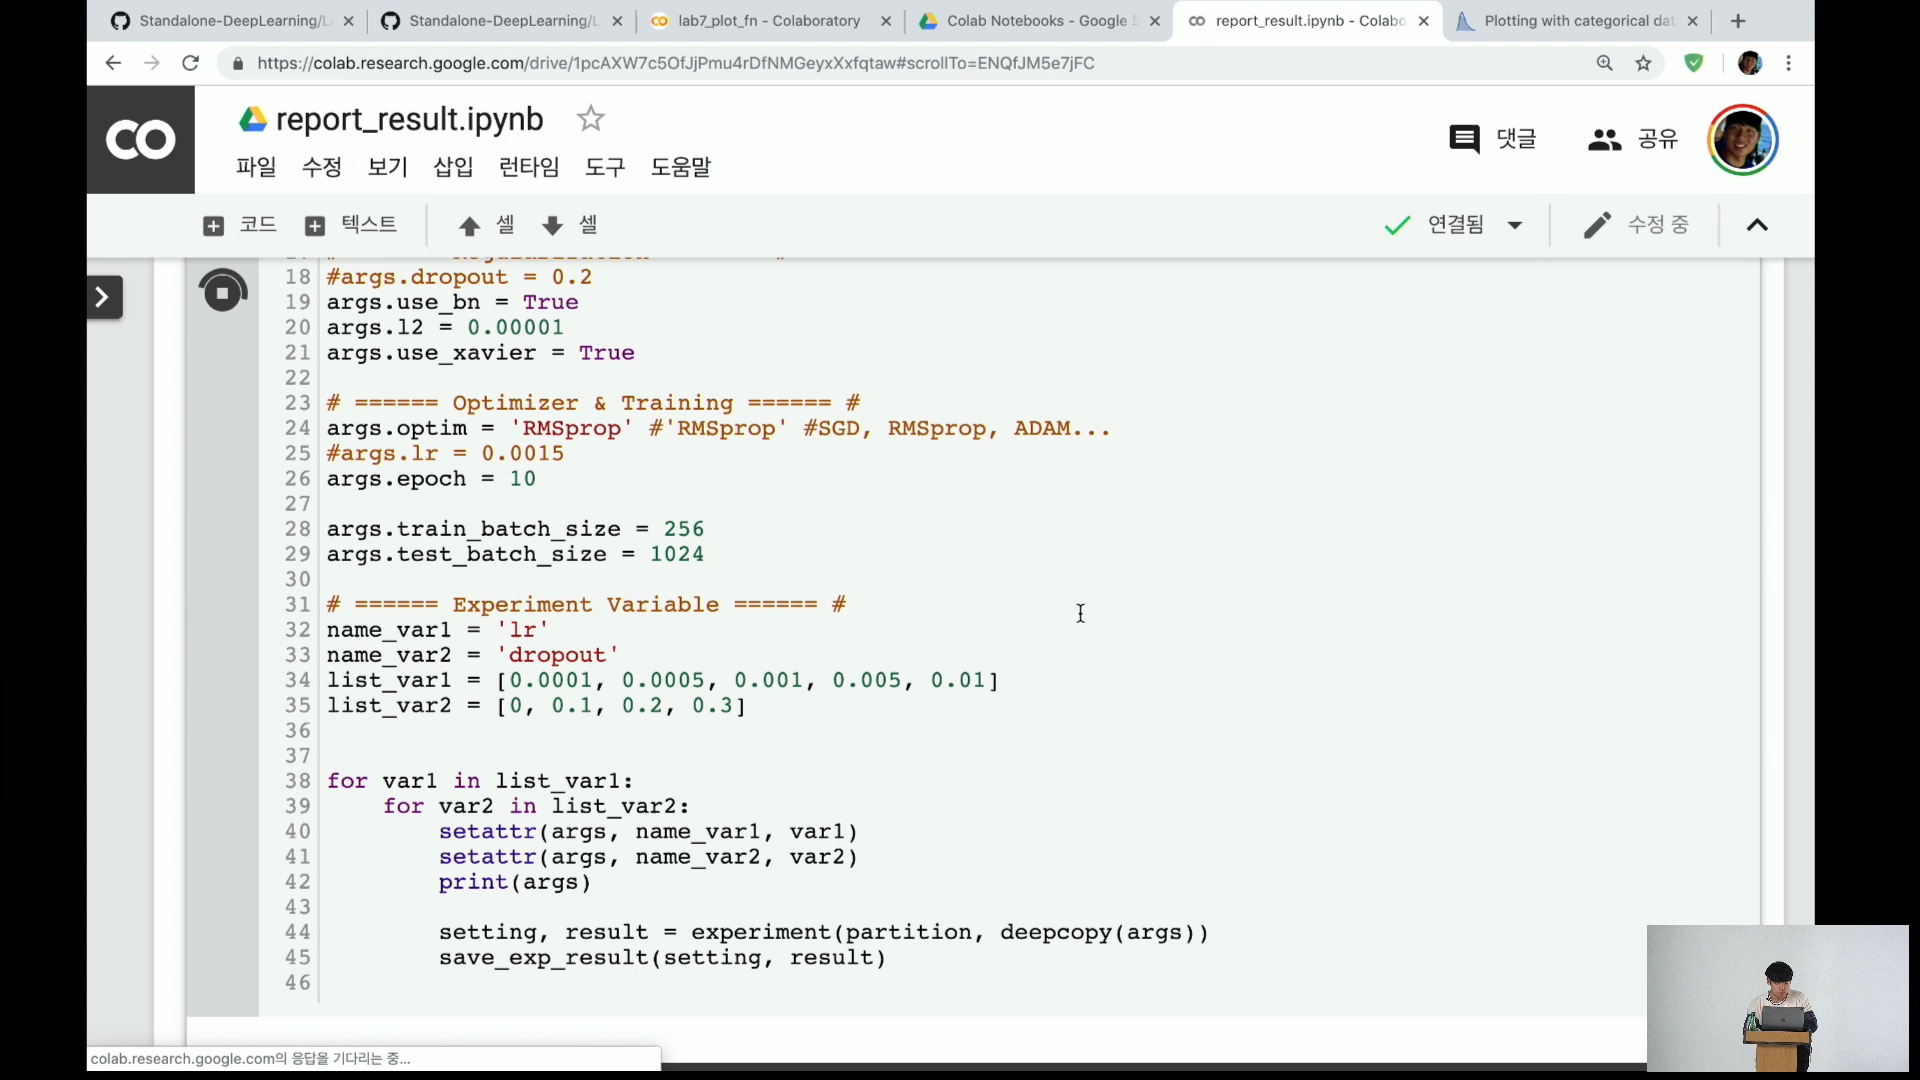 Standalone-DeepLearning/L
Standalone-DeepLearning/L
lab7_plot_fn - Colaboratory
Colab Notebooks - Google
report_result.ipynb - Colabo
Plotting with categorical dat
https://colab.research.google.com/drive/1pcAXW7c5OfJjPmu4rDfNMGeyxXxfqtaw#scrollTo=ENQfJM5e7jFC
report_result.ipynb
댓글
공유
파일 수정 보기 삽입 런타임 도구 도움말
코드 텍스트 셀 셀
연결됨 수정 중
18 #args.dropout = 0.2
19 args.use_bn = True
20 args.l2 = 0.00001
21 args.use_xavier = True
22
23 # ====== Optimizer & Training ====== #
24 args.optim = 'RMSprop' #'RMSprop' #SGD, RMSprop, ADAM...
25 #args.lr = 0.0015
26 args.epoch = 10
27
28 args.train_batch_size = 256
29 args.test_batch_size = 1024
30
31 # ====== Experiment Variable ====== #
32 name_var1 = 'lr'
33 name_var2 = 'dropout'
34 list_var1 = [0.0001, 0.0005, 0.001, 0.005, 0.01]
35 list_var2 = [0, 0.1, 0.2, 0.3]
36
37
38 for var1 in list_var1:
39     for var2 in list_var2:
40         setattr(args, name_var1, var1)
41         setattr(args, name_var2, var2)
42         print(args)
43
44         setting, result = experiment(partition, deepcopy(args))
45         save_exp_result(setting, result)
46
colab.research.google.com의 응답을 기다리는 중...